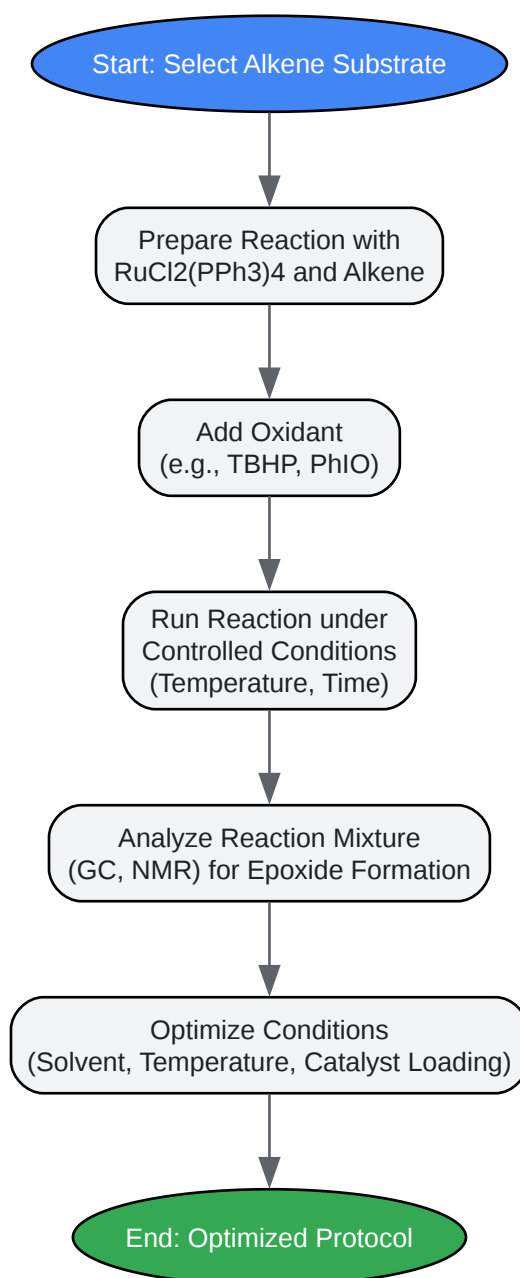 Start: Select Alkene Substrate
Prepare Reaction with
RuCl2(PPh3)4 and Alkene
Add Oxidant
(e.g., TBHP, PhIO)
Run Reaction under
Controlled Conditions
(Temperature, Time)
Analyze Reaction Mixture
(GC, NMR) for Epoxide Formation
Optimize Conditions
(Solvent, Temperature, Catalyst Loading)
End: Optimized Protocol